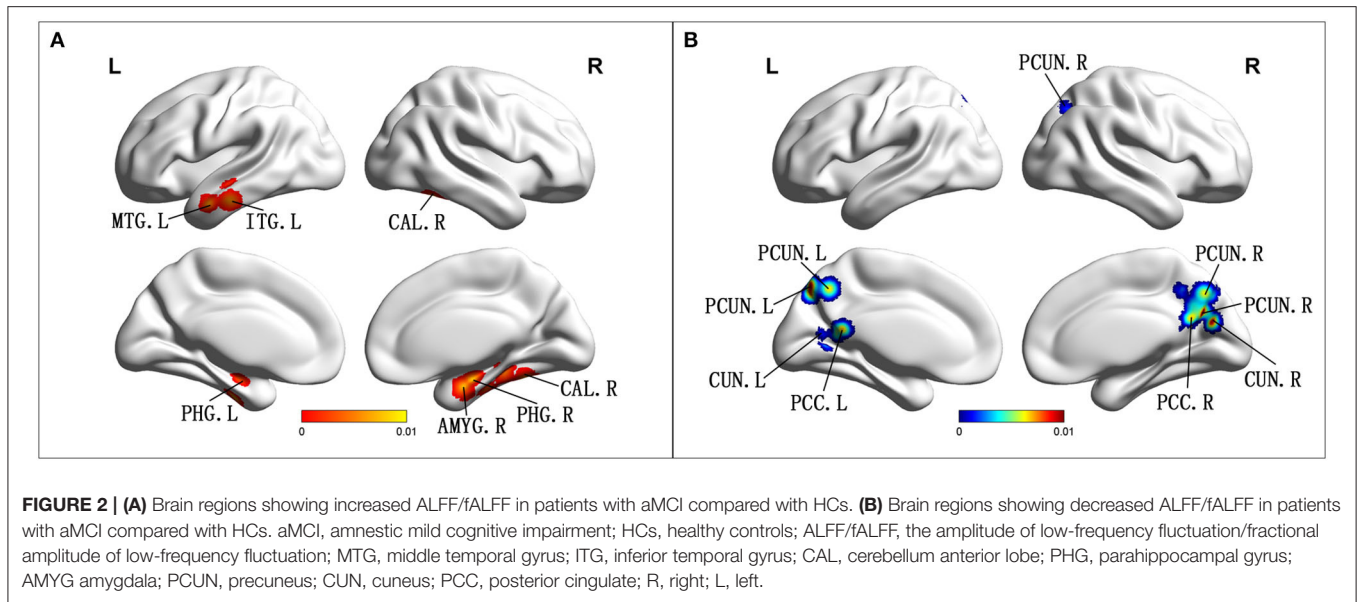 A
L
R
MTG.L
ITG.L
CAL.R
PHG.L
AMYG.R
PHG.R
CAL.R
0
0.01
B
L
R
PCUN.R
PCUN.L
PCUN.L
CUN.L
PCC.L
PCUN.R
PCUN.R
CUN.R
PCC.R
0
0.01
FIGURE 2 | (A) Brain regions showing increased ALFF/fALFF in patients with aMCI compared with HCs. (B) Brain regions showing decreased ALFF/fALFF in patients
with aMCI compared with HCs. aMCI, amnestic mild cognitive impairment; HCs, healthy controls; ALFF/fALFF, the amplitude of low-frequency fluctuation/fractional
amplitude of low-frequency fluctuation; MTG, middle temporal gyrus; ITG, inferior temporal gyrus; CAL, cerebellum anterior lobe; PHG, parahippocampal gyrus;
AMYG amygdala; PCUN, precuneus; CUN, cuneus; PCC, posterior cingulate; R, right; L, left.